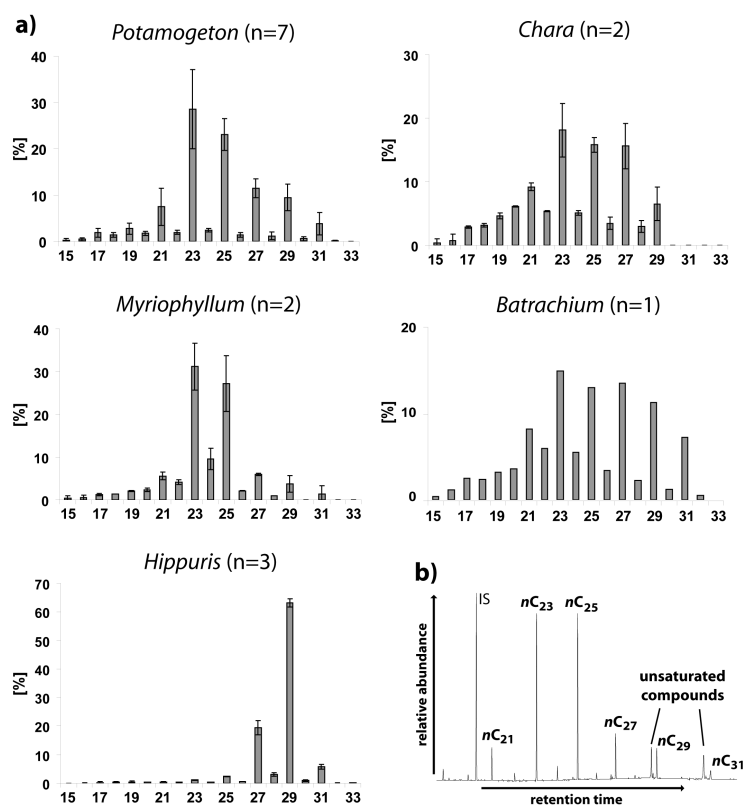 a)
Potamogeton (n=7)
[%]
40
30
20
10
0
15 17 19 21 23 25 27 29 31 33
Chara (n=2)
[%]
30
20
10
0
15 17 19 21 23 25 27 29 31 33
Myriophyllum (n=2)
[%]
40
30
20
10
0
15 17 19 21 23 25 27 29 31 33
Batrachium (n=1)
[%]
20
10
0
15 17 19 21 23 25 27 29 31 33
Hippuris (n=3)
[%]
70
60
50
40
30
20
10
0
15 17 19 21 23 25 27 29 31 33
b)
relative abundance
IS
nC23
nC25
unsaturated
compounds
nC21
nC27
nC29
nC31
retention time